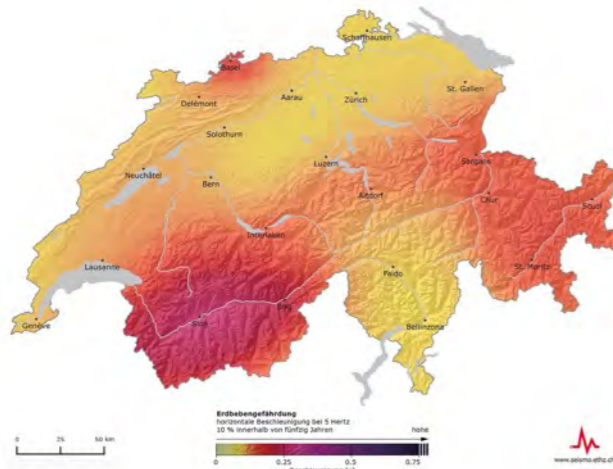 Schaffhausen
Basel
St. Gallen
Aarau
Zürich
Delémont
Solothurn
Sargans
Luzern
Neuchâtel
Bern
Altdorf
Chur
Scuol
Interlaken
Lausanne
Faido
St. Moritz
Sion
Brig
Genève
Bellinzona
Erdbebengefährdung
horizontale Beschleunigung bei 5 Hertz
10 % innerhalb von fünfzig Jahren
hohe
0 25 50 km
0 0.25 0.5 0.75
www.seismo.ethz.ch